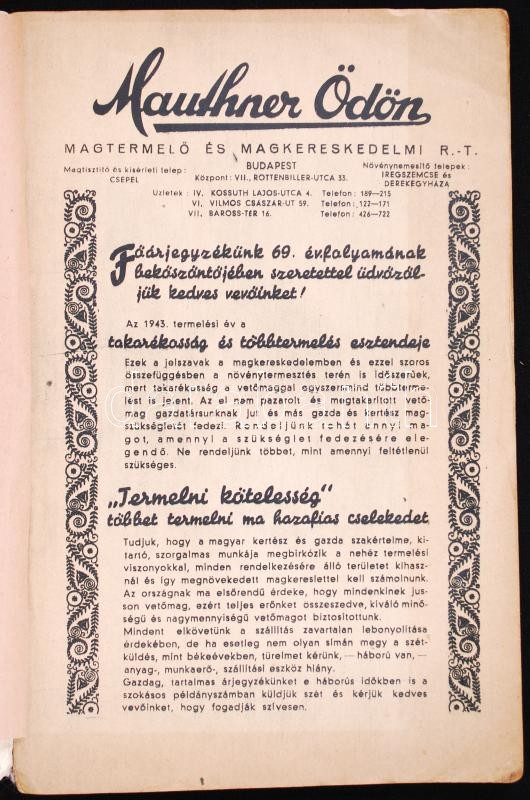 Mauthner Ödön
MAGTERMELŐ ÉS MAGKERESKEDELMI R.-T.
Magtisztító és kísérleti telep:
CSEPEL
BUDAPEST
Központ: VII., ROTTENBILLER-UTCA 33.
Növénynemesítő telepek:
IREGSZEMCSE és
DEREKEGYHÁZA
Üzletek: IV. KOSSUTH LAJOS-UTCA 4. Telefon: 189—215
VI. VILMOS CSÁSZÁR-UT 59. Telefon: 122—171
VII. BAROSS-TÉR 16. Telefon: 426—722
Főárjegyzékünk 69. évfolyamának
beköszöntőjében szeretettel üdvözöl-
jük kedves vevőinket!
Az 1943. termelési év a
takarékosság és többtermelés esztendeje
Ezek a jelszavak a magkereskedelemben és ezzel szoros
összefüggésben a növénytermesztés terén is időszerűek,
mert takarékosság a vetőmaggal egyszersmind többterme-
lést is jelent. Az el nem pazarolt és megtakarított vető-
mag gazdatársunknak jut és más gazda és kertész mag-
szükségletét fedezi. Rendeljünk tehát annyi ma-
got, amennyi a szükséglet fedezésére ele-
gendő. Ne rendeljünk többet, mint amennyi feltétlenül
szükséges.
„Termelni kötelesség"
többet termelni ma hazafias cselekedet
Tudjuk, hogy a magyar kertész és gazda szakértelme, ki-
tartó, szorgalmas munkája megbirkózik a nehéz termelési
viszonyokkal, minden rendelkezésére álló területet kihasz-
nál és így megnövekedett magkereslettel kell számolnunk.
Az országnak ma elsőrendű érdeke, hogy mindenkinek jus-
son vetőmag, ezért teljes erőnket összeszedve, kiváló minő-
ségű és nagymennyiségű vetőmagot biztosítottunk.
Mindent elkövetünk a szállítás zavartalan lebonyolítása
érdekében, de ha esetleg nem olyan simán megy a szét-
küldés, mint békeévekben, türelmet kérünk, — háború van, —
anyag-, munkaerő-, szállítási eszköz hiány.
Gazdag, tartalmas árjegyzékünket e háborús időkben is a
szokásos példányszámban küldjük szét és kérjük kedves
vevőinket, hogy fogadják szívesen.